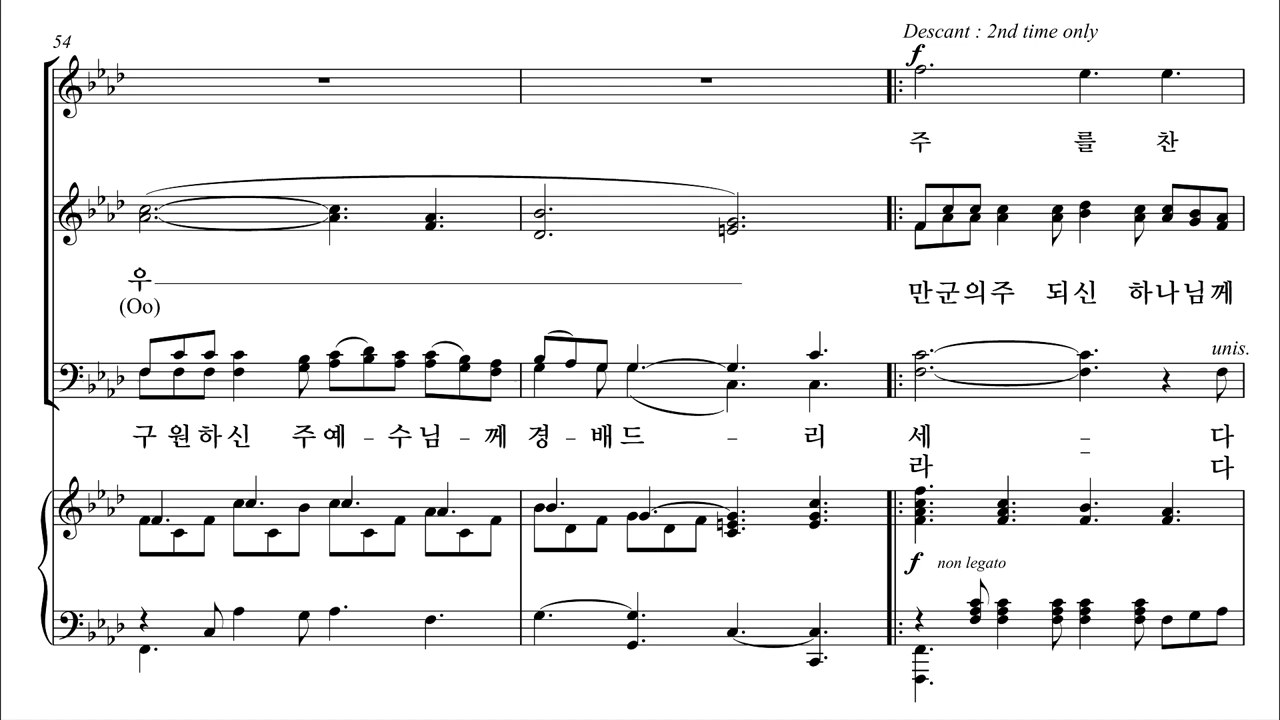 54
Descant : 2nd time only
f
주 를 찬
우
(Oo)
만 군 의 주 되 신 하 나 님 께
unis.
구 원 하 신 주 예 - 수 님 - 께 경 - 배 드 - 리 세 - 다
라 - 다
f non legato